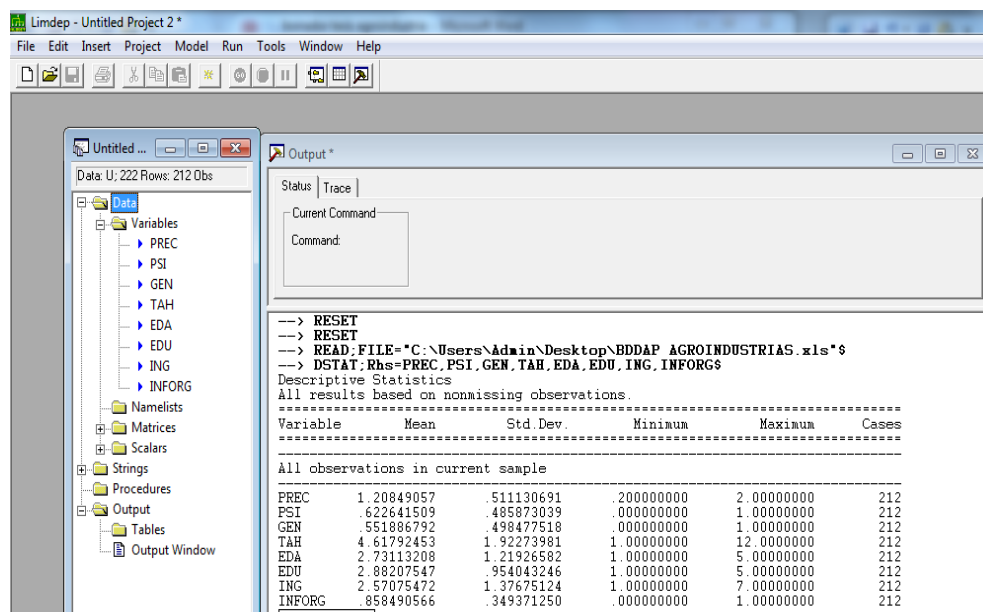 Limdep - Untitled Project 2 *
File Edit Insert Project Model Run Tools Window Help
GO
Untitled ...
Data: U; 222 Rows: 212 Obs
Data
Variables
PREC
PSI
GEN
TAH
EDA
EDU
ING
INFORG
Namelists
Matrices
Scalars
Strings
Procedures
Output
Tables
Output Window
Output *
Status Trace
Current Command
Command:
--> RESET
--> RESET
--> READ;FILE="C:\Users\Admin\Desktop\BDDAP AGROINDUSTRIAS.xls"$
--> DSTAT;Rhs=PREC,PSI,GEN,TAH,EDA,EDU,ING,INFORG$
Descriptive Statistics
All results based on nonmissing observations.
Variable Mean Std.Dev. Minimum Maximum Cases
All observations in current sample
PREC 1.20849057 .511130691 .200000000 2.00000000 212
PSI .622641509 .485873039 .000000000 1.00000000 212
GEN .551886792 .498477518 .000000000 1.00000000 212
TAH 4.61792453 1.92273981 1.00000000 12.0000000 212
EDA 2.73113208 1.21926582 1.00000000 5.00000000 212
EDU 2.88207547 .954043246 1.00000000 5.00000000 212
ING 2.57075472 1.37675124 1.00000000 7.00000000 212
INFORG .858490566 .349371250 .000000000 1.00000000 212